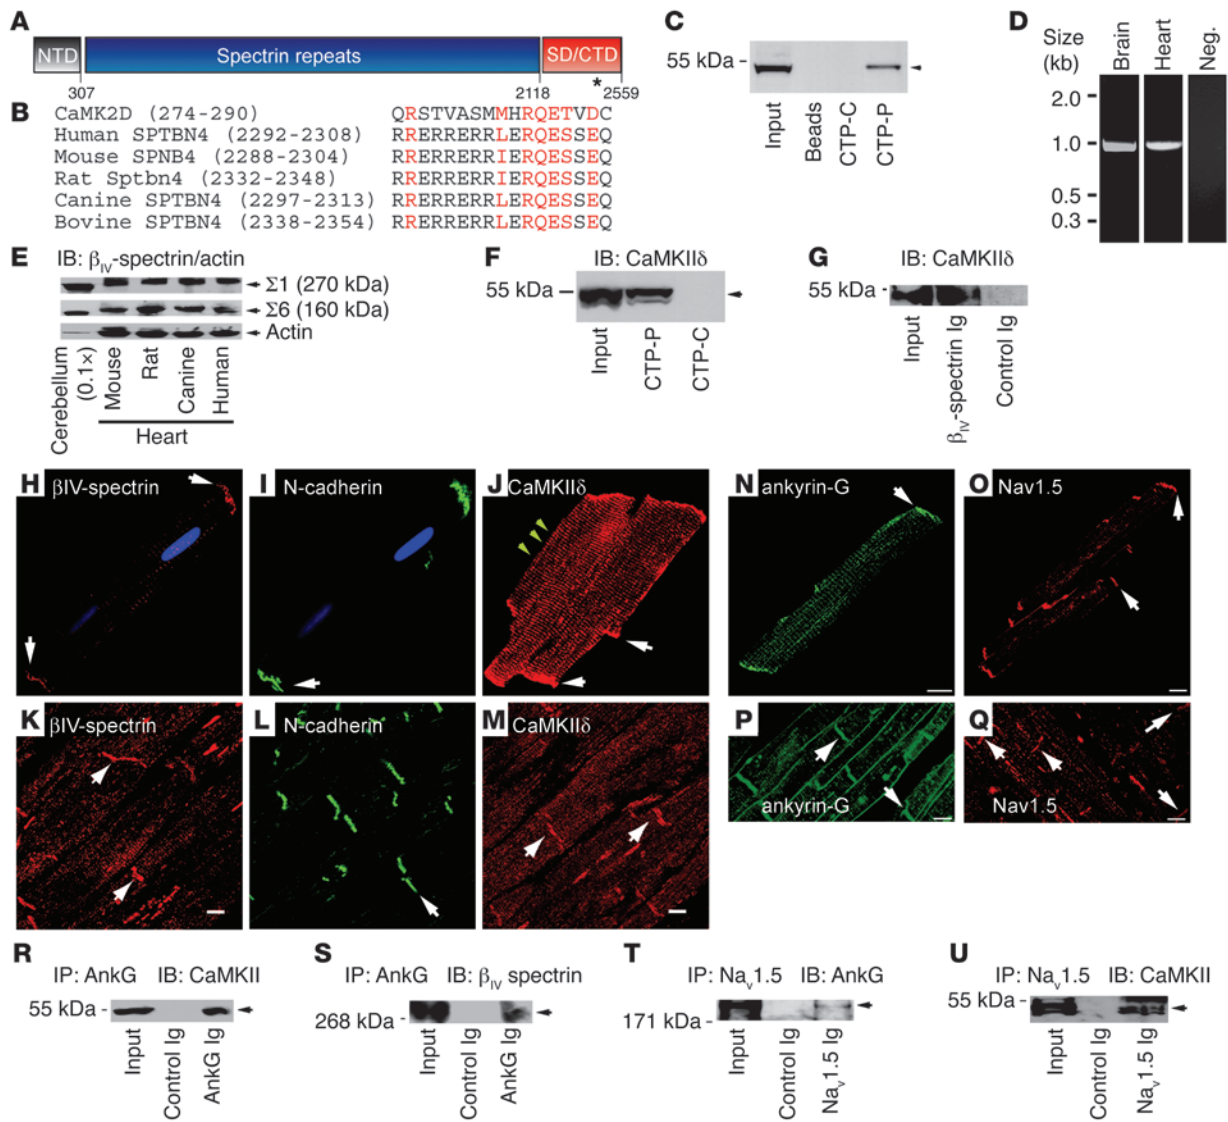 A
NTD
Spectrin repeats
SD/CTD
307
2118
*
2559
B
CaMK2D (274-290) QRSTVASMMHRQETVDC
Human SPTBN4 (2292-2308) RRERRERRLERQESSEQ
Mouse SPNB4 (2288-2304) RRERRERRIERQESSEQ
Rat Sptbn4 (2332-2348) RRERRERRIERQESSEQ
Canine SPTBN4 (2297-2313) RRERRERRLERQESSEQ
Bovine SPTBN4 (2338-2354) RRERRERRLERQESSEQ
C
55 kDa
Input
Beads
CTP-C
CTP-P
D
Size
(kb)
Brain
Heart
Neg.
2.0
1.0
0.5
0.3
E
IB: βIV-spectrin/actin
Σ1 (270 kDa)
Σ6 (160 kDa)
Actin
Cerebellum
(0.1×)
Mouse
Rat
Canine
Human
Heart
F
IB: CaMKIIδ
55 kDa
Input
CTP-P
CTP-C
G
IB: CaMKIIδ
55 kDa
Input
βIV-spectrin Ig
Control Ig
H
βIV-spectrin
I
N-cadherin
J
CaMKIIδ
N
ankyrin-G
O
Nav1.5
K
βIV-spectrin
L
N-cadherin
M
CaMKIIδ
P
ankyrin-G
Q
Nav1.5
R
IP: AnkG IB: CaMKII
55 kDa
Input
Control Ig
AnkG Ig
S
IP: AnkG IB: βIV spectrin
268 kDa
Input
Control Ig
AnkG Ig
T
IP: Nav1.5 IB: AnkG
171 kDa
Input
Control Ig
Nav1.5 Ig
U
IP: Nav1.5 IB: CaMKII
55 kDa
Input
Control Ig
Nav1.5 Ig